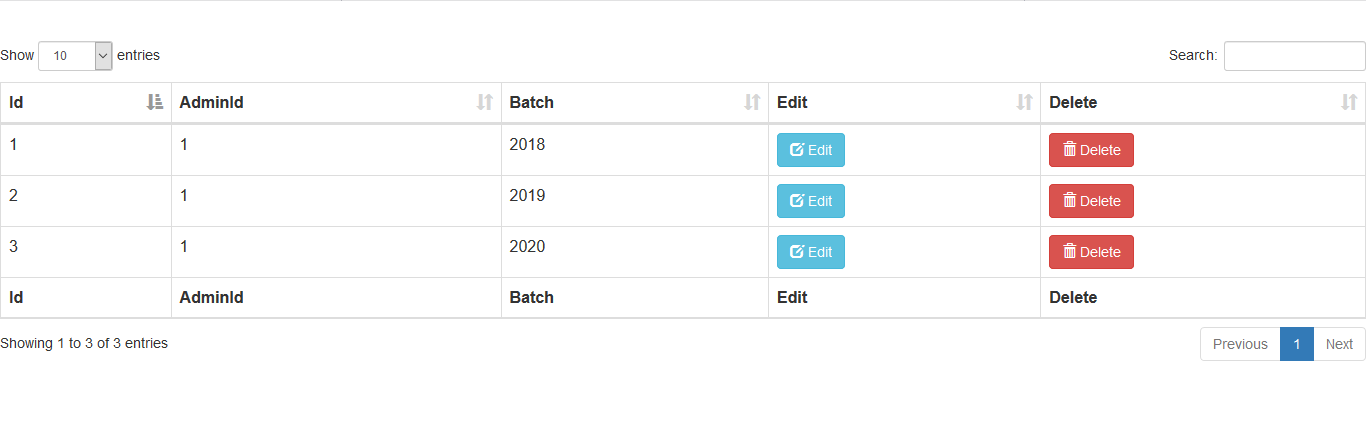 Show 10 entries Search:
Id AdminId Batch Edit Delete
1 1 2018 Edit Delete
2 1 2019 Edit Delete
3 1 2020 Edit Delete
Id AdminId Batch Edit Delete
Showing 1 to 3 of 3 entries Previous 1 Next